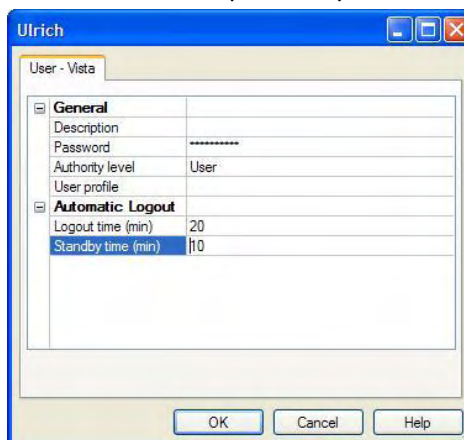 Ulrich
User - Vista
General
Description
Password **********
Authority level User
User profile
Automatic Logout
Logout time (min) 20
Standby time (min) 10
OK Cancel Help